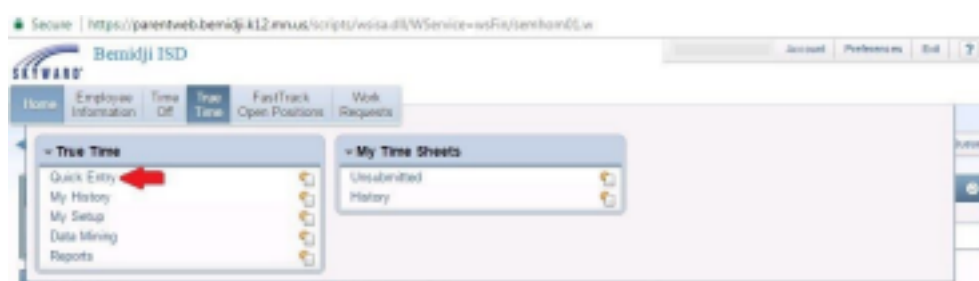 Secure | https://parentweb.bemidji.k12.mn.us/scripts/wsisa.dll/WService=wsFin/semhom01.w
Bemidji ISD
SKYWARD
Account Preferences Exit ?
Home Employee Information Time Off True Time FastTrack Open Positions Work Requests
True Time
Quick Entry
My History
My Setup
Data Mining
Reports
My Time Sheets
Unsubmitted
History